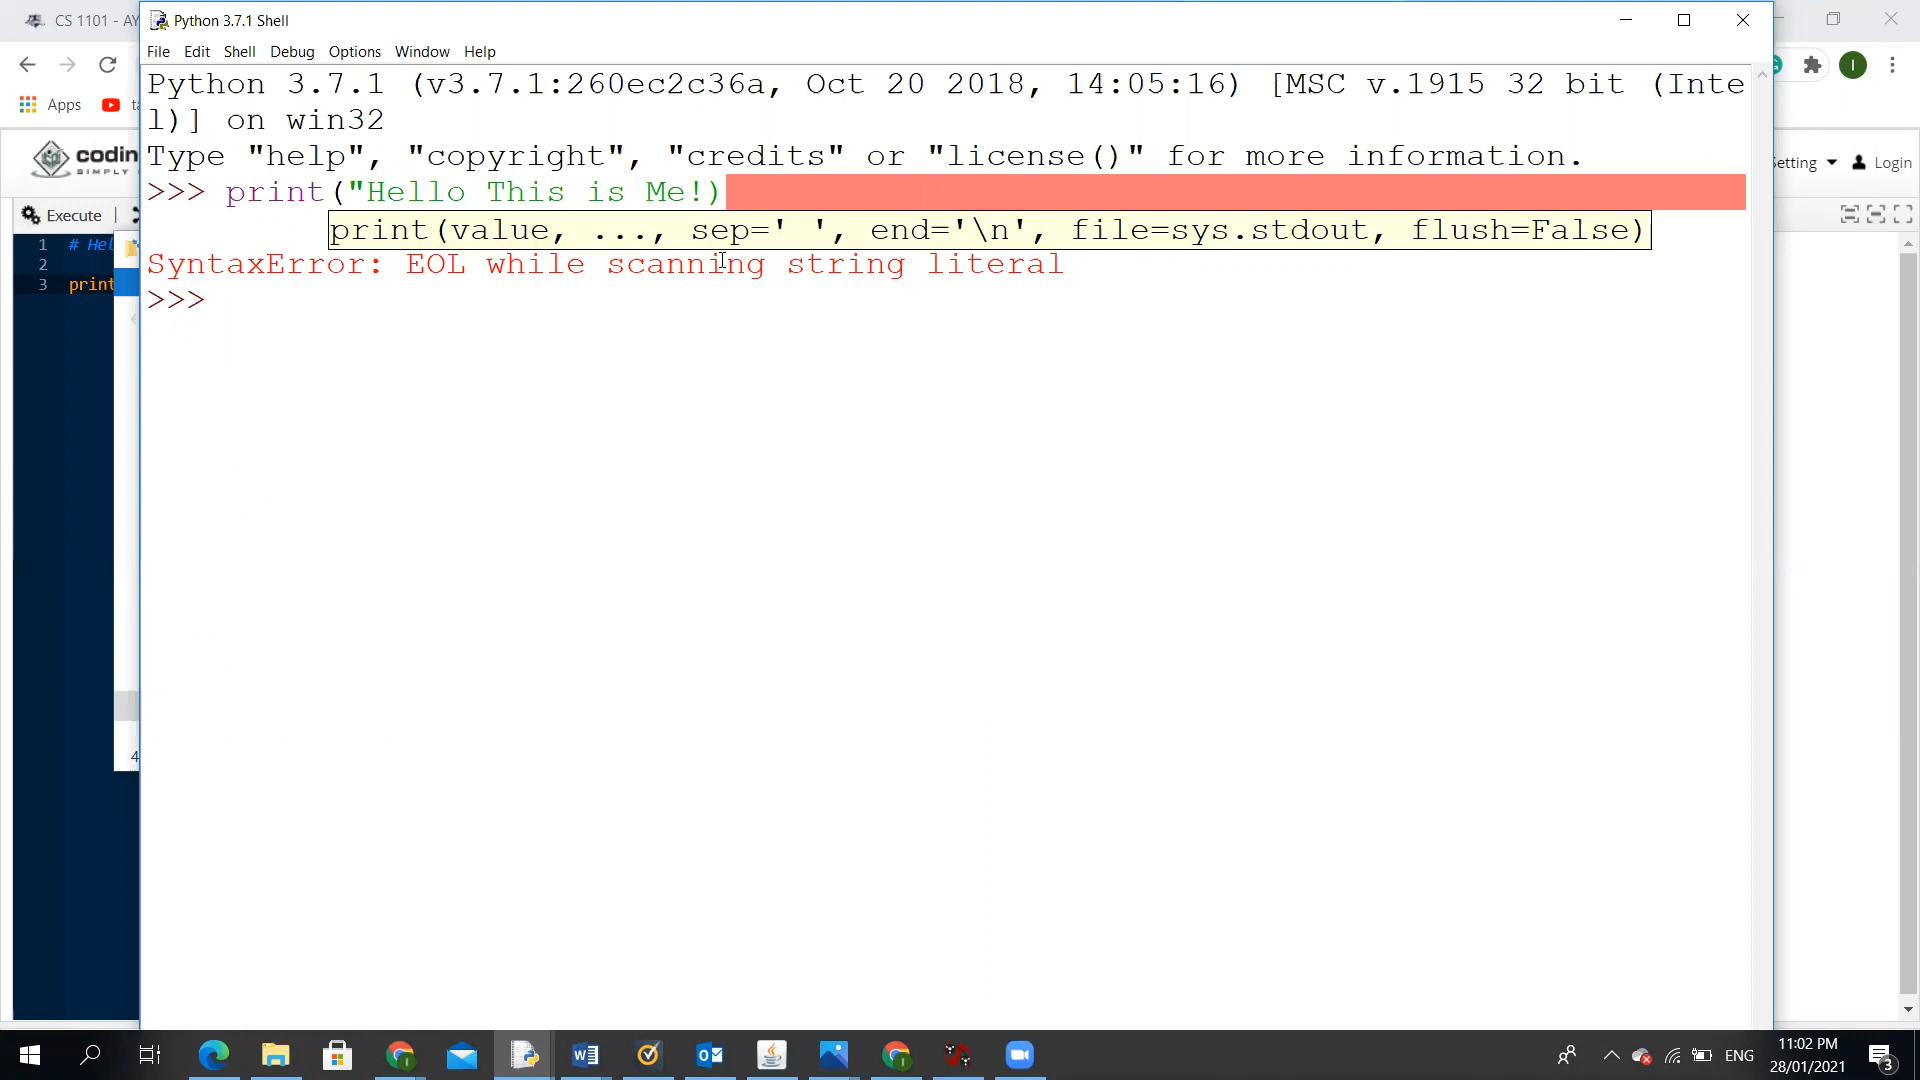 CS 1101 - AY
Python 3.7.1 Shell
File Edit Shell Debug Options Window Help
Python 3.7.1 (v3.7.1:260ec2c36a, Oct 20 2018, 14:05:16) [MSC v.1915 32 bit (Inte
l)] on win32
Type "help", "copyright", "credits" or "license()" for more information.
>>> print("Hello This is Me!)
print(value, ..., sep=' ', end='\n', file=sys.stdout, flush=False)
SyntaxError: EOL while scanning string literal
>>>
Apps
I
codin
SIMPLY
Login
Execute |
1 # Hel
2
3 print
4
ENG
11:02 PM
28/01/2021
3